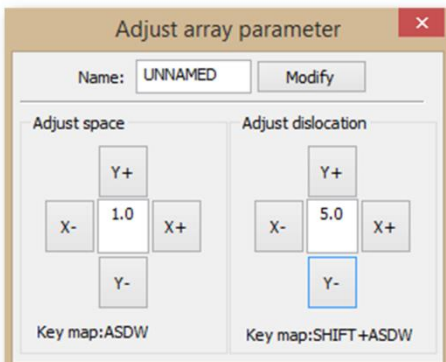 Adjust array parameter
×
Name: UNNAMED Modify
Adjust space
Y+
X- 1.0 X+
Y-
Key map:ASDW
Adjust dislocation
Y+
X- 5.0 X+
Y-
Key map:SHIFT+ASDW